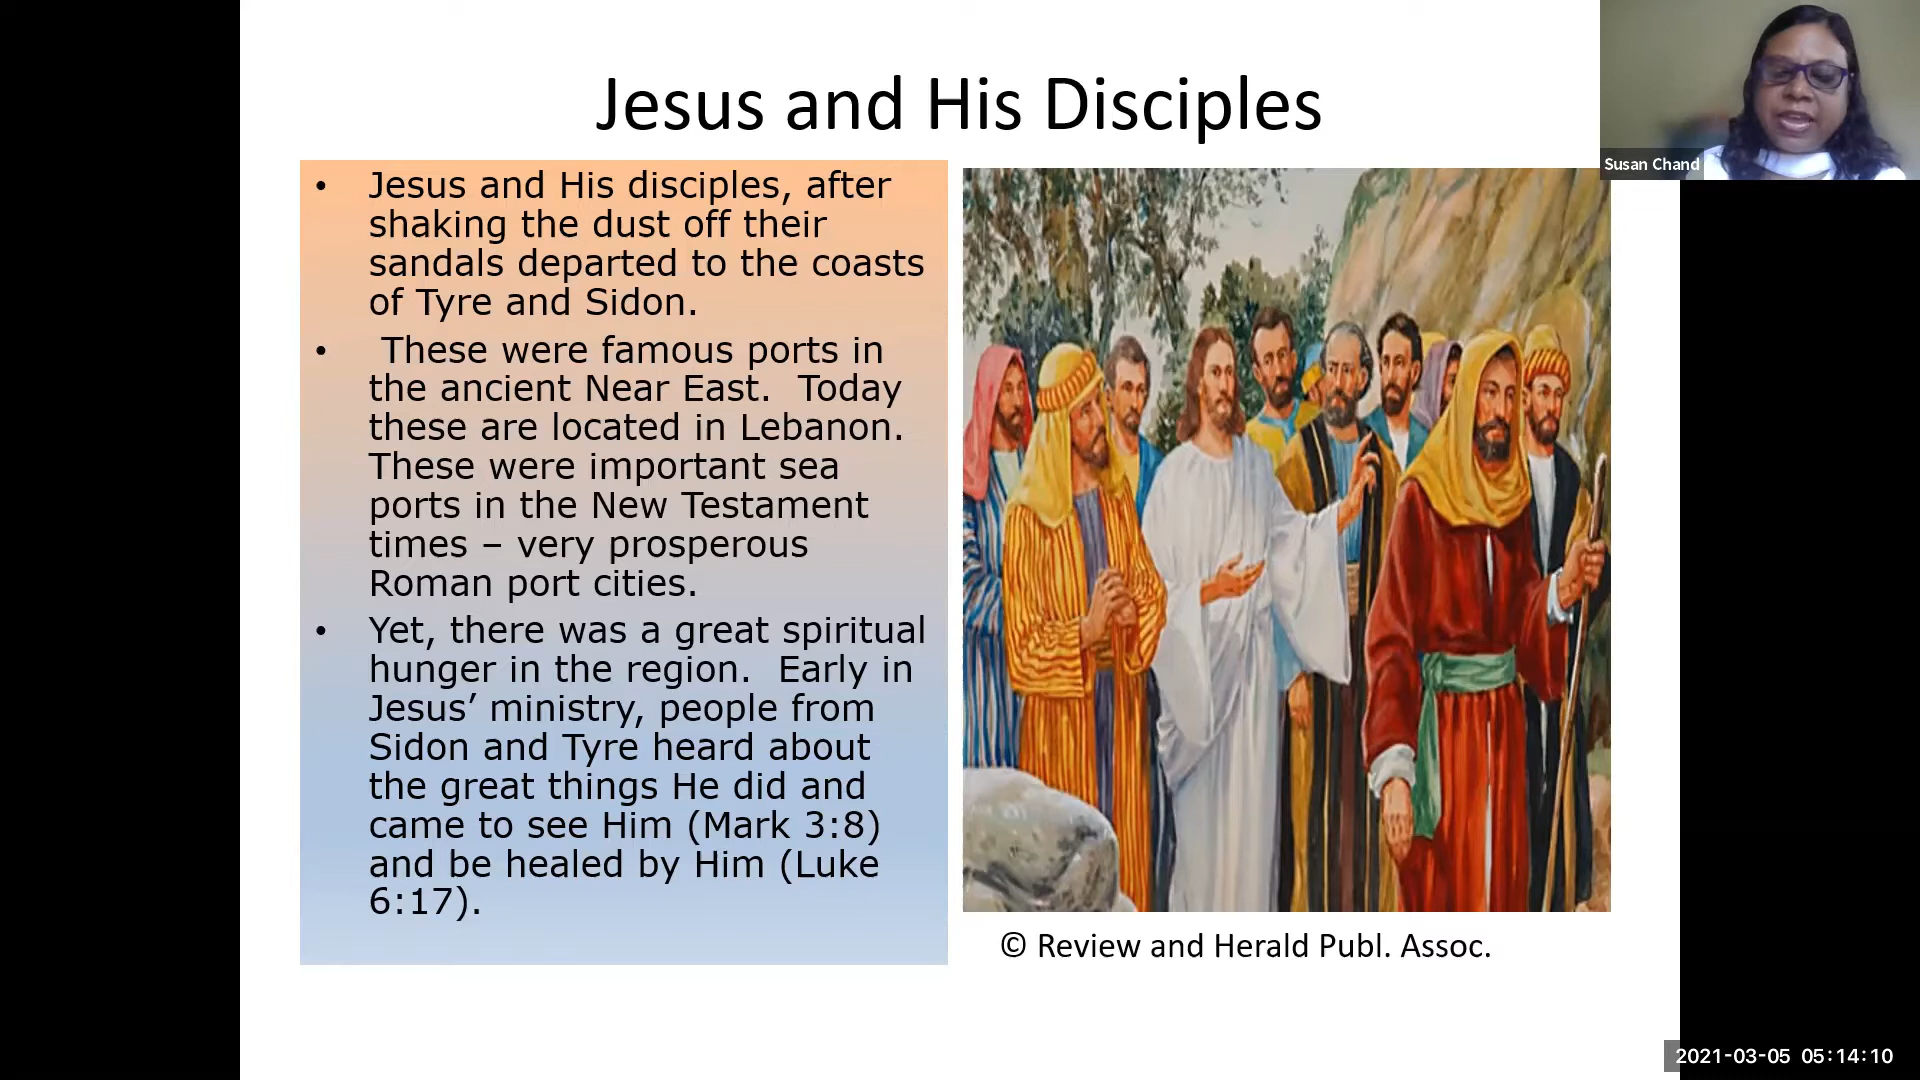 Jesus and His Disciples
Susan Chand
• Jesus and His disciples, after
shaking the dust off their
sandals departed to the coasts
of Tyre and Sidon.
• These were famous ports in
the ancient Near East.  Today
these are located in Lebanon.
These were important sea
ports in the New Testament
times – very prosperous
Roman port cities.
• Yet, there was a great spiritual
hunger in the region.  Early in
Jesus’ ministry, people from
Sidon and Tyre heard about
the great things He did and
came to see Him (Mark 3:8)
and be healed by Him (Luke
6:17).
© Review and Herald Publ. Assoc.
2021-03-05 05:14:10